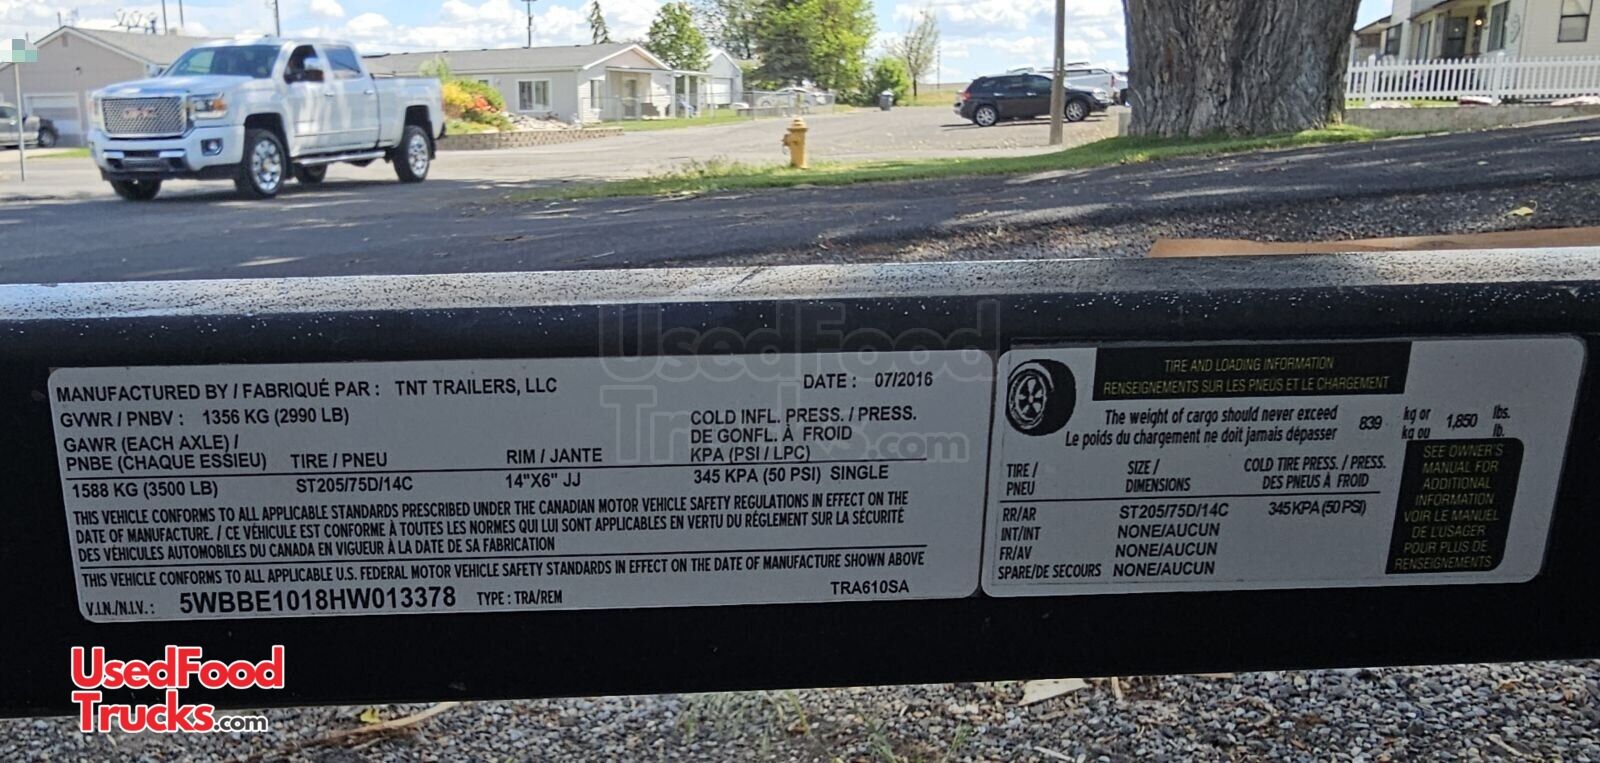 MANUFACTURED BY / FABRIQUÉ PAR : TNT TRAILERS, LLC DATE : 07/2016
GVWR / PNBV : 1356 KG (2990 LB)
COLD INFL. PRESS. / PRESS.
DE GONFL. À FROID
KPA (PSI / LPC)
GAWR (EACH AXLE) /
PNBE (CHAQUE ESSIEU) TIRE / PNEU RIM / JANTE
1588 KG (3500 LB) ST205/75D/14C 14"X6" JJ 345 KPA (50 PSI) SINGLE
THIS VEHICLE CONFORMS TO ALL APPLICABLE STANDARDS PRESCRIBED UNDER THE CANADIAN MOTOR VEHICLE SAFETY REGULATIONS IN EFFECT ON THE
DATE OF MANUFACTURE. / CE VÉHICULE EST CONFORME À TOUTES LES NORMES QUI LUI SONT APPLICABLES EN VERTU DU RÉGLEMENT SUR LA SÉCURITÉ
DES VÉHICULES AUTOMOBILES DU CANADA EN VIGUEUR À LA DATE DE SA FABRICATION
THIS VEHICLE CONFORMS TO ALL APPLICABLE U.S. FEDERAL MOTOR VEHICLE SAFETY STANDARDS IN EFFECT ON THE DATE OF MANUFACTURE SHOWN ABOVE
V.I.N./N.I.V.: 5WBBE1018HW013378 TYPE : TRA/REM TRA610SA
TIRE AND LOADING INFORMATION
RENSEIGNEMENTS SUR LES PNEUS ET LE CHARGEMENT
The weight of cargo should never exceed 839 kg or 1,850 lbs.
Le poids du chargement ne doit jamais dépasser kg ou lb.
TIRE / SIZE / COLD TIRE PRESS. / PRESS.
PNEU DIMENSIONS DES PNEUS À FROID
RR/AR ST205/75D/14C 345 KPA (50 PSI)
INT/INT NONE/AUCUN
FR/AV NONE/AUCUN
SPARE/DE SECOURS NONE/AUCUN
SEE OWNER'S
MANUAL FOR
ADDITIONAL
INFORMATION
VOIR LE MANUEL
DE L'USAGER
POUR PLUS DE
RENSEIGNEMENTS
UsedFood
Trucks.com
UsedFood
Trucks.com
GMC